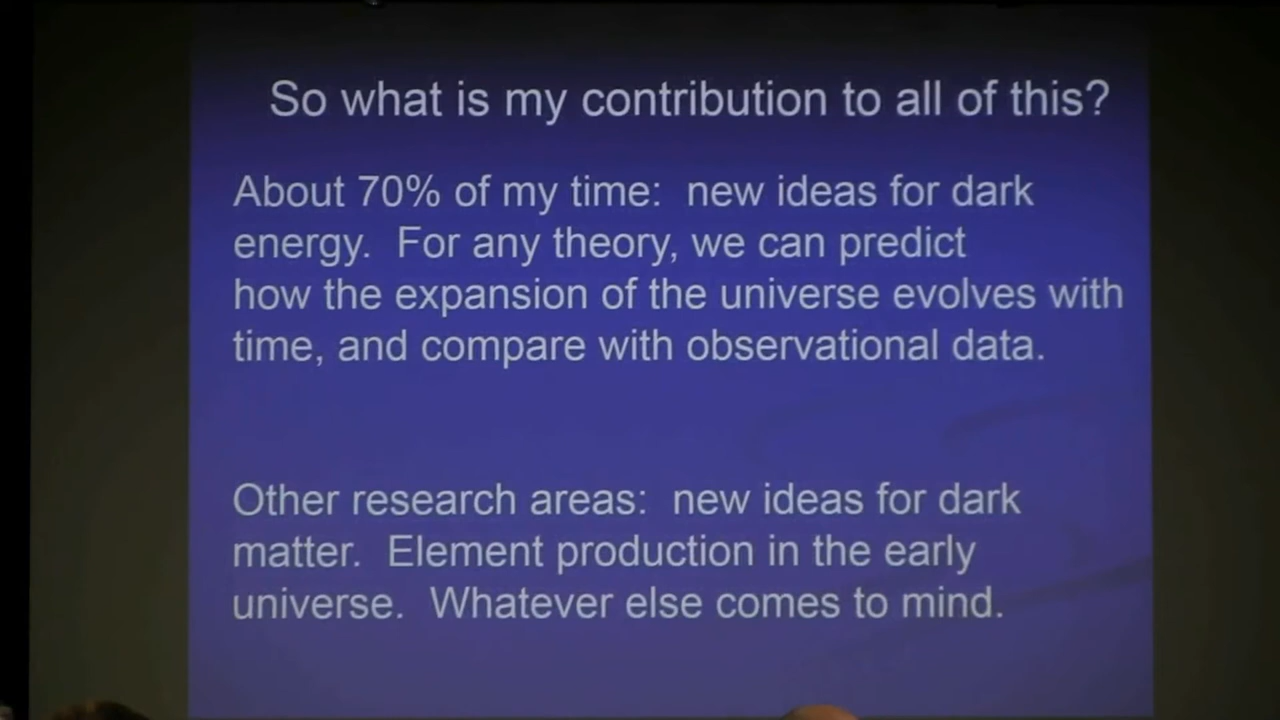 So what is my contribution to all of this?
About 70% of my time:  new ideas for dark
energy.  For any theory, we can predict
how the expansion of the universe evolves with
time, and compare with observational data.
Other research areas:  new ideas for dark
matter.  Element production in the early
universe.  Whatever else comes to mind.